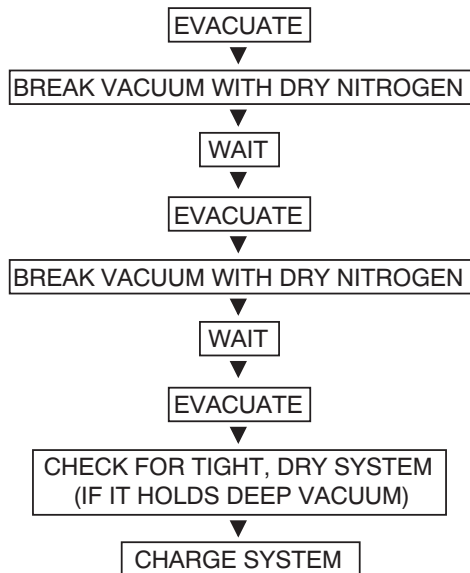 EVACUATE
BREAK VACUUM WITH DRY NITROGEN
WAIT
EVACUATE
BREAK VACUUM WITH DRY NITROGEN
WAIT
EVACUATE
CHECK FOR TIGHT, DRY SYSTEM
(IF IT HOLDS DEEP VACUUM)
CHARGE SYSTEM